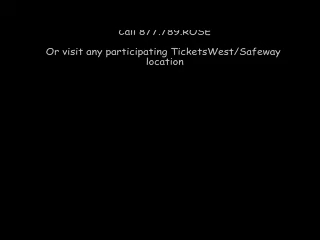 call 877.789.ROSE
Or visit any participating TicketsWest/Safeway
location